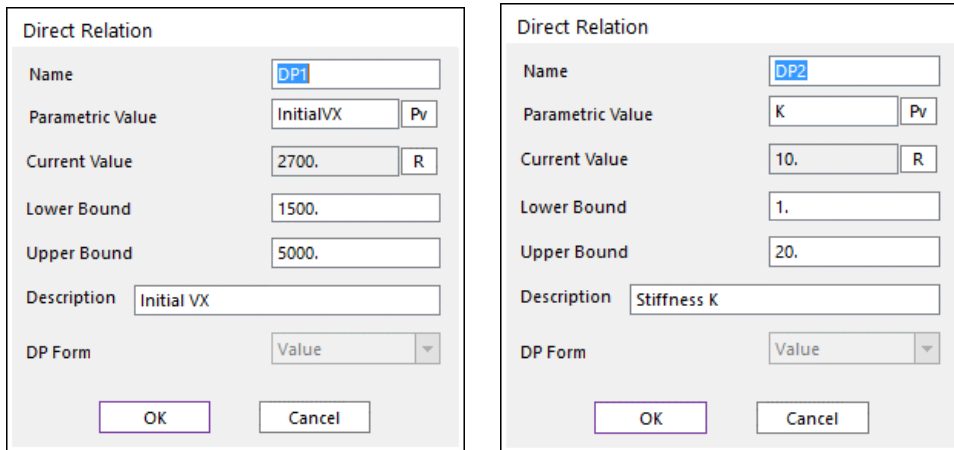 Direct Relation
Name DP1
Parametric Value InitialVX Pv
Current Value 2700. R
Lower Bound 1500.
Upper Bound 5000.
Description Initial VX
DP Form Value
OK Cancel
Direct Relation
Name DP2
Parametric Value K Pv
Current Value 10. R
Lower Bound 1.
Upper Bound 20.
Description Stiffness K
DP Form Value
OK Cancel